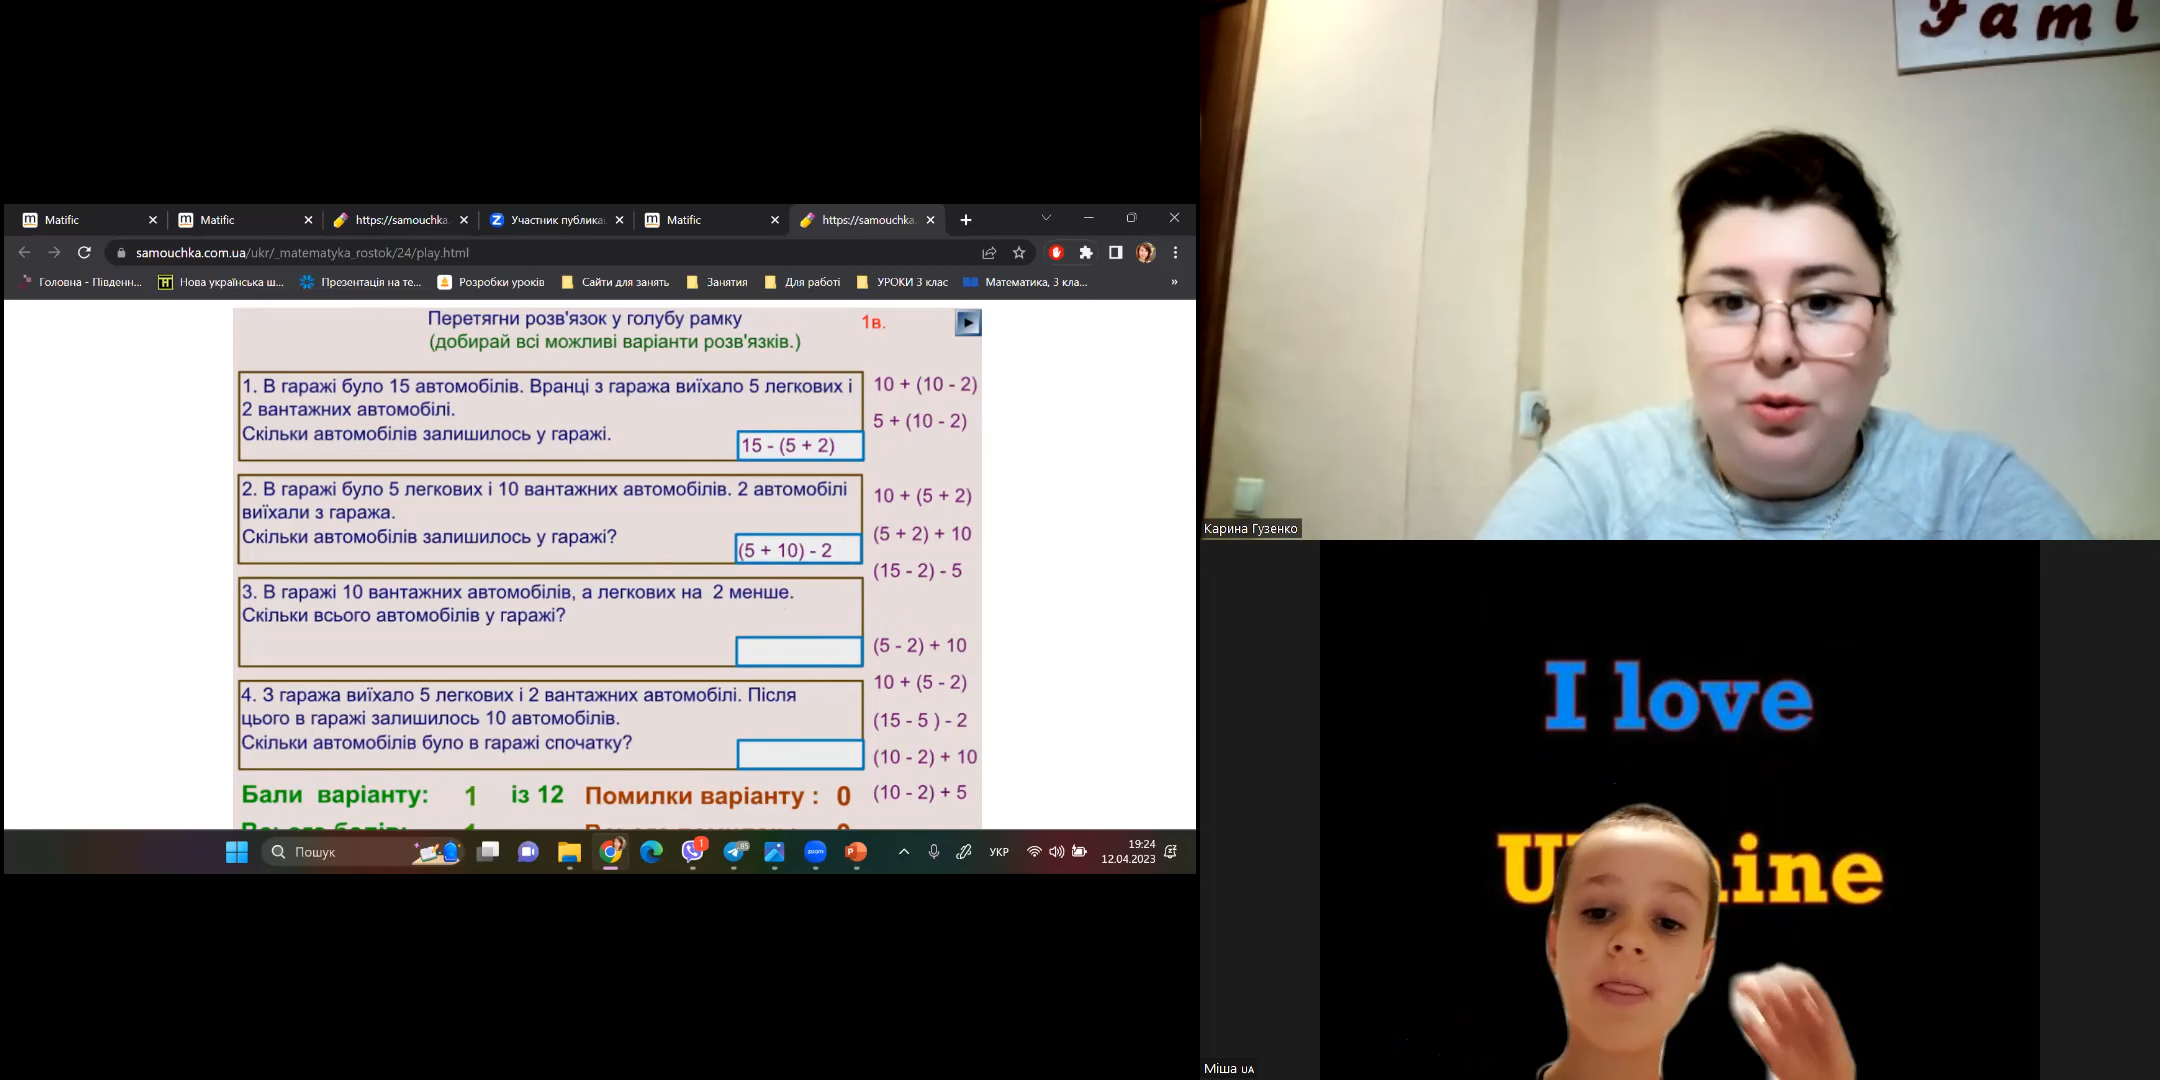 Matific
Matific
https://samouchka.
Участник публика
Matific
https://samouchka.
samouchka.com.ua/ukr/_matematyka_rostok/24/play.html
Головна - Південн...
Нова українська ш...
Презентація на те...
Розробки уроків
Сайти для занять
Занятия
Для работі
УРОКИ 3 клас
Математика, 3 кла...
»
Перетягни розв'язок у голубу рамку
1в.
(добирай всі можливі варіанти розв'язків.)
1. В гаражі було 15 автомобілів. Вранці з гаража виїхало 5 легкових і
2 вантажних автомобілі.
Скільки автомобілів залишилось у гаражі.
15 - (5 + 2)
2. В гаражі було 5 легкових і 10 вантажних автомобілів. 2 автомобілі
виїхали з гаража.
Скільки автомобілів залишилось у гаражі?
(5 + 10) - 2
3. В гаражі 10 вантажних автомобілів, а легкових на 2 менше.
Скільки всього автомобілів у гаражі?
4. З гаража виїхало 5 легкових і 2 вантажних автомобілі. Після
цього в гаражі залишилось 10 автомобілів.
Скільки автомобілів було в гаражі спочатку?
10 + (10 - 2)
5 + (10 - 2)
10 + (5 + 2)
(5 + 2) + 10
(15 - 2) - 5
(5 - 2) + 10
10 + (5 - 2)
(15 - 5 ) - 2
(10 - 2) + 10
(10 - 2) + 5
Бали варіанту: 1 із 12 Помилки варіанту : 0
Пошук
1
85
zoom
УКР
19:24
12.04.2023
Fami
Карина Гузенко
I love
U ine
Міша UA